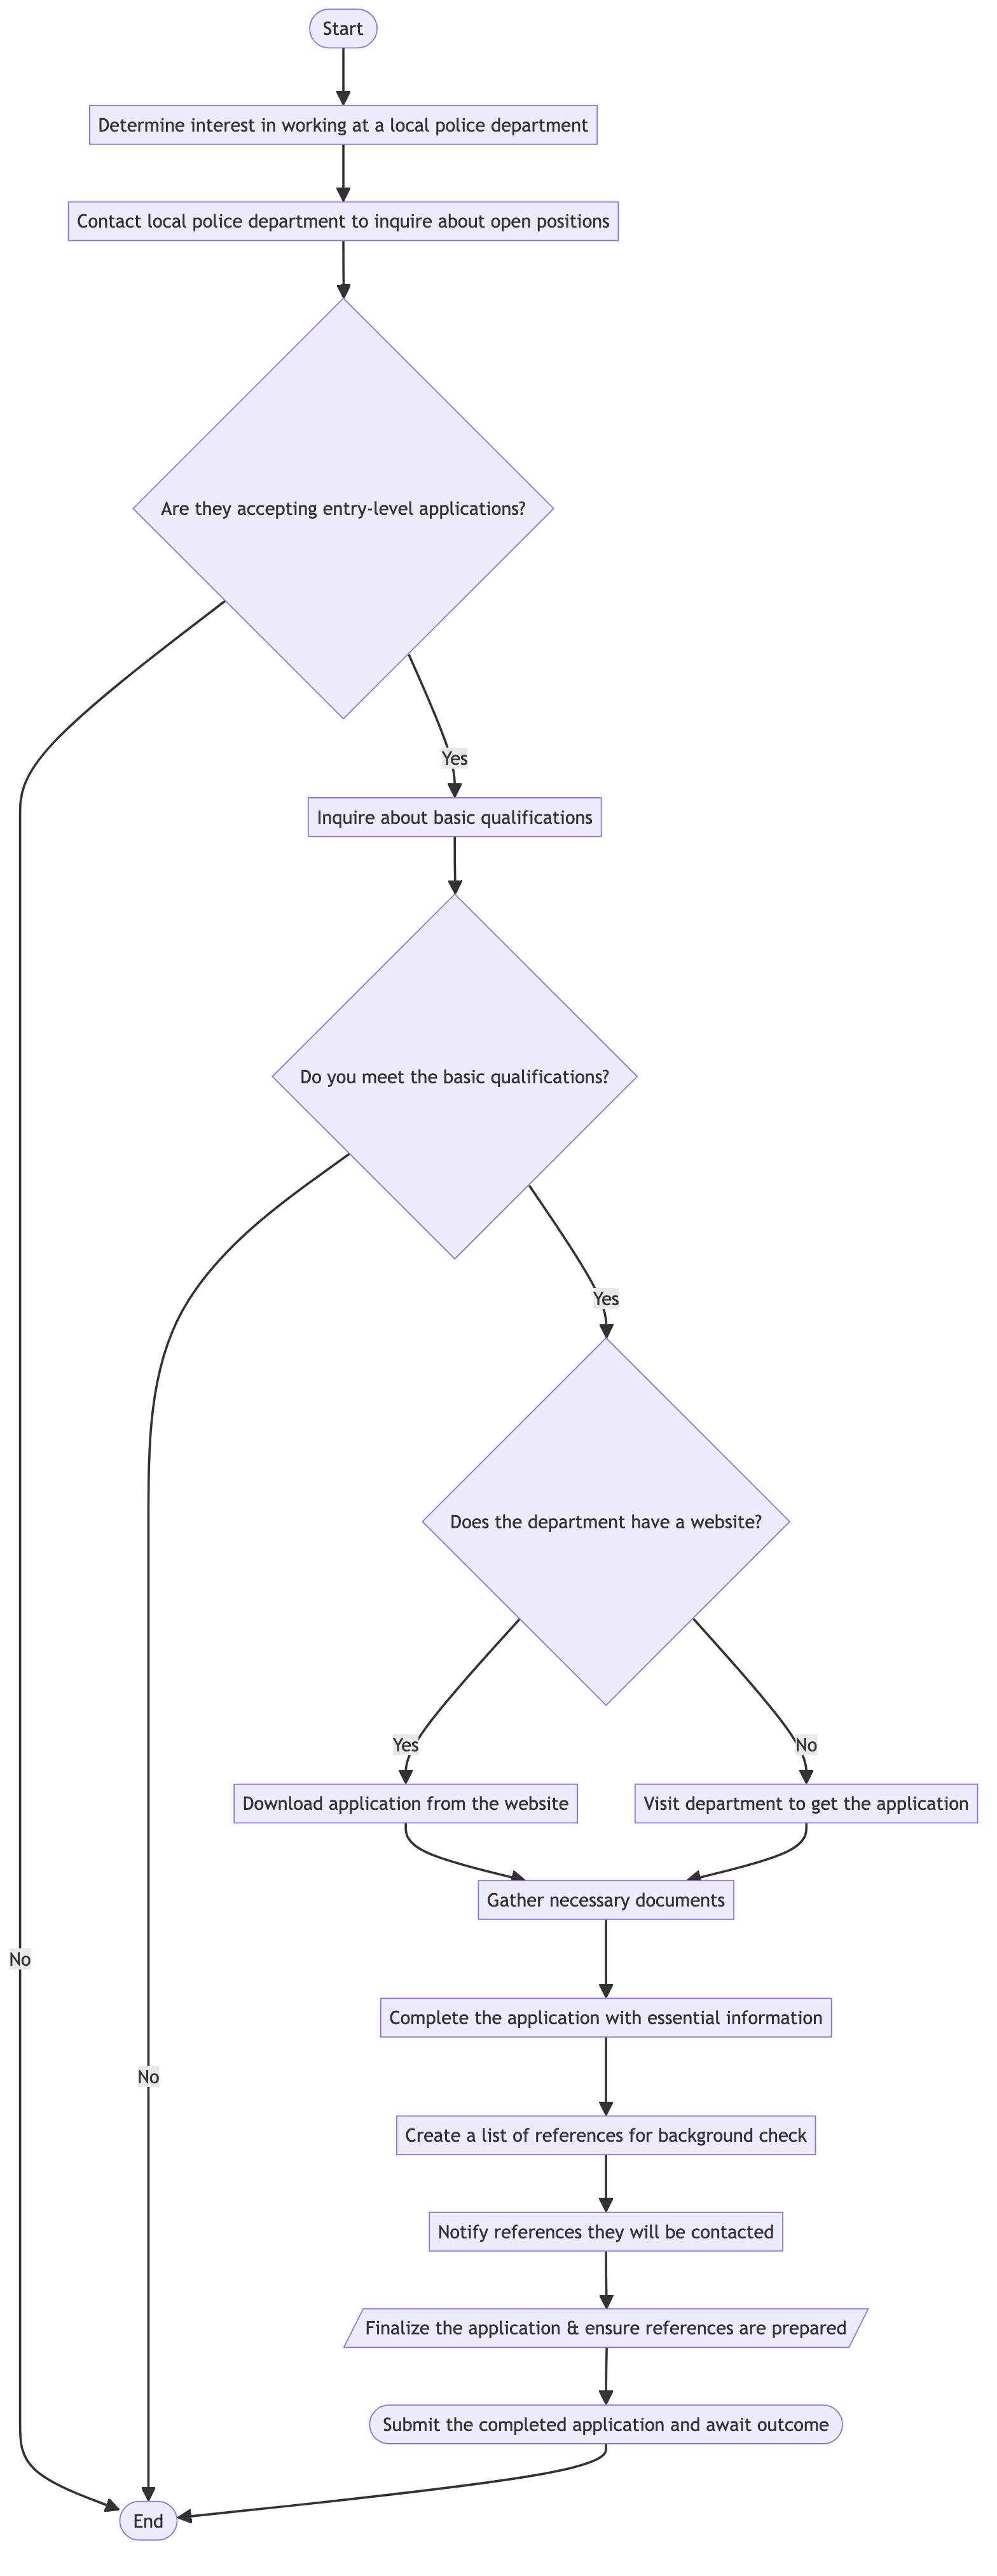 Start
Determine interest in working at a local police department
Contact local police department to inquire about open positions
Are they accepting entry-level applications?
Yes
Inquire about basic qualifications
Do you meet the basic qualifications?
Yes
Does the department have a website?
Yes
No
Download application from the website
Visit department to get the application
Gather necessary documents
No
Complete the application with essential information
No
Create a list of references for background check
Notify references they will be contacted
Finalize the application & ensure references are prepared
Submit the completed application and await outcome
End